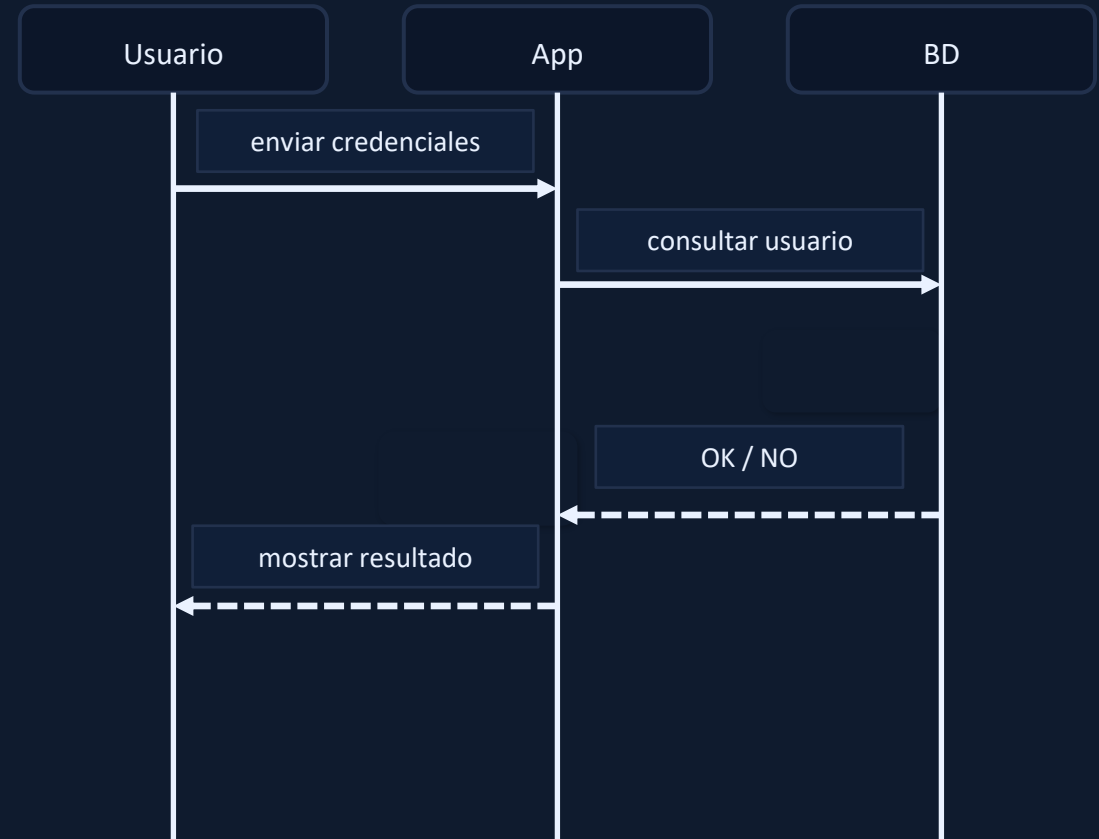 Usuario
App
BD
enviar credenciales
consultar usuario
OK / NO
mostrar resultado